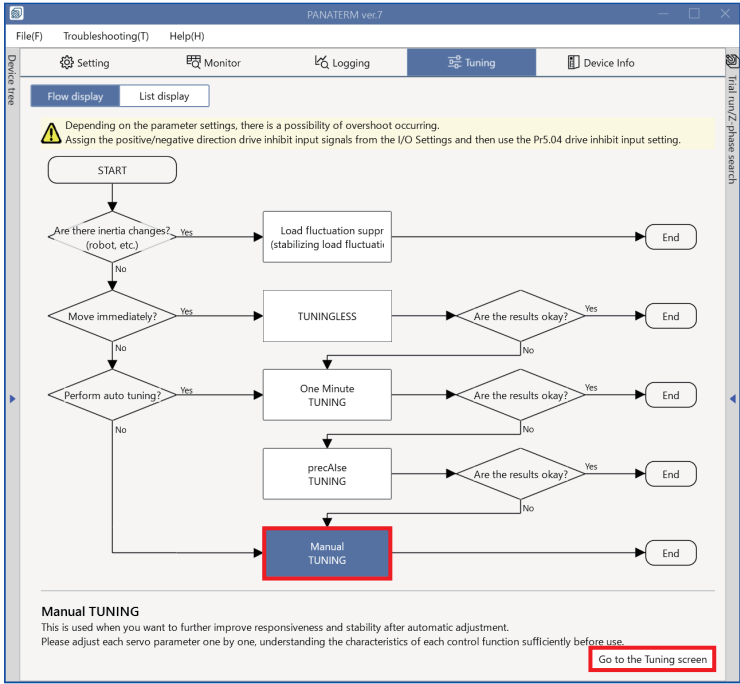 PANATERM ver.7
File(F) Troubleshooting(T) Help(H)
Device tree
Setting
Monitor
Logging
Tuning
Device Info
Trial run/Z-phase search
Flow display
List display
Depending on the parameter settings, there is a possibility of overshoot occurring.
Assign the positive/negative direction drive inhibit input signals from the I/O Settings and then use the Pr5.04 drive inhibit input setting.
START
Are there inertia changes?
(robot, etc.)
Yes
Load fluctuation suppr
(stabilizing load fluctuatio
End
No
Move immediately?
Yes
TUNINGLESS
Are the results okay?
Yes
End
No
No
Perform auto tuning?
Yes
One Minute
TUNING
Are the results okay?
Yes
End
No
No
precAIse
TUNING
Are the results okay?
Yes
End
No
Manual
TUNING
End
Manual TUNING
This is used when you want to further improve responsiveness and stability after automatic adjustment.
Please adjust each servo parameter one by one, understanding the characteristics of each control function sufficiently before use.
Go to the Tuning screen